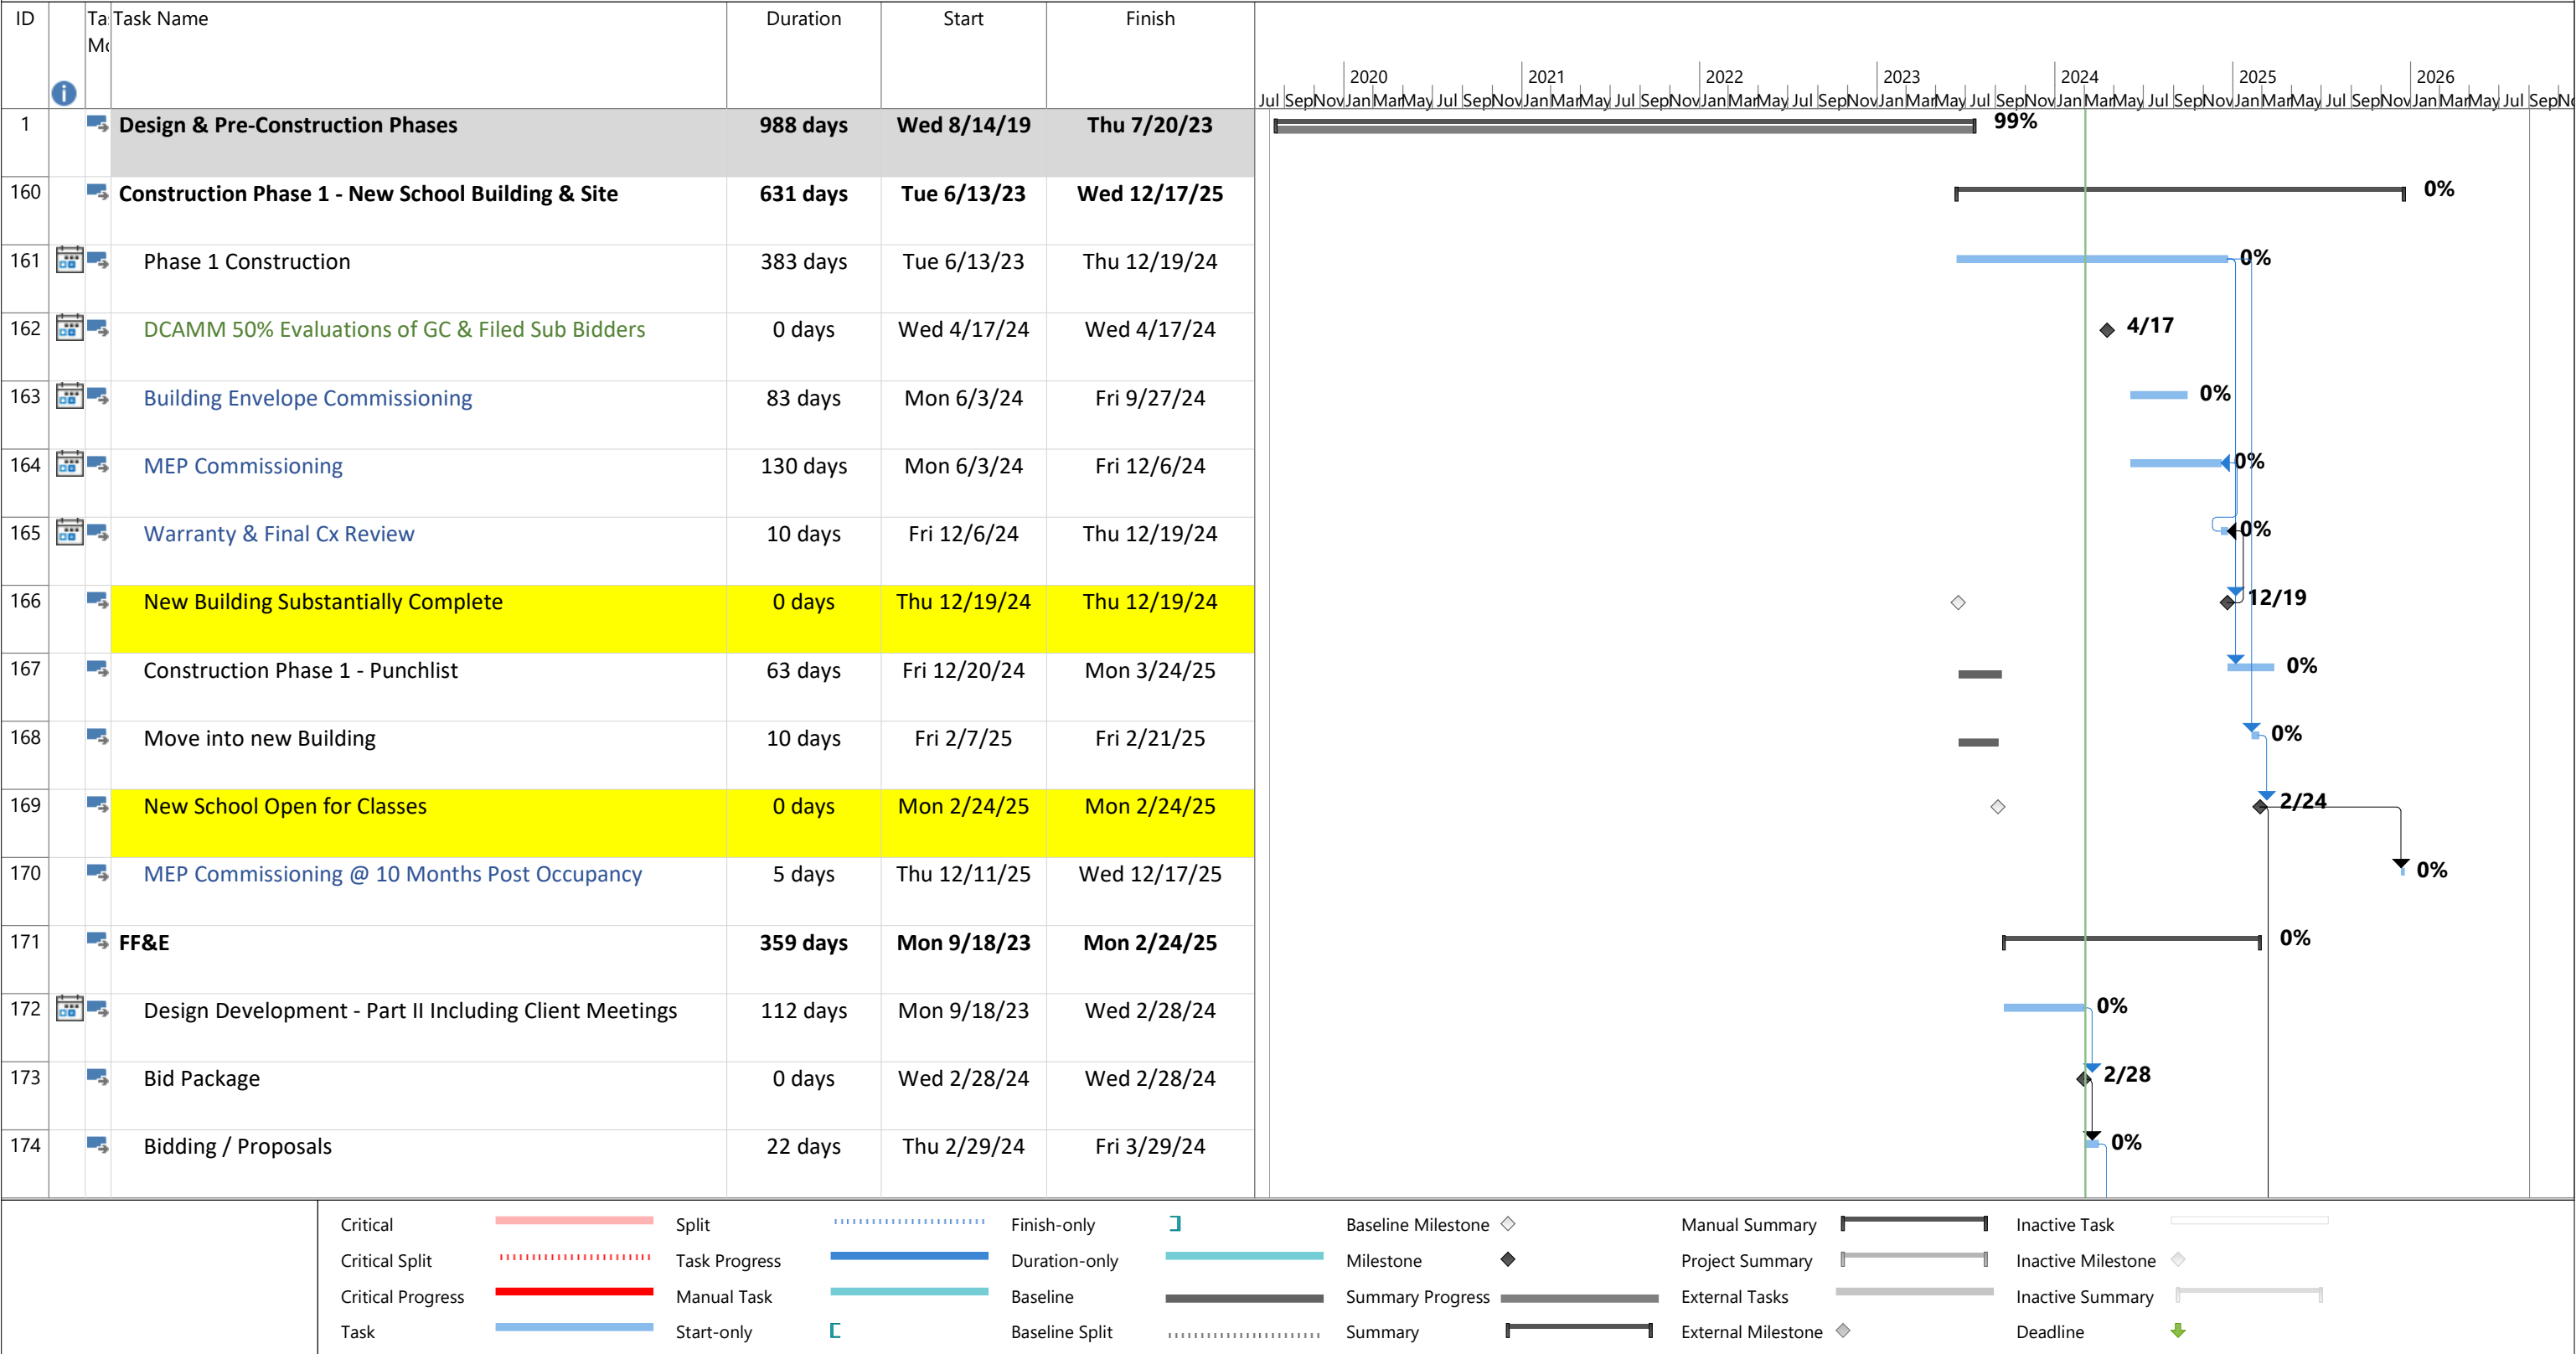 ID Ta: Task Name Duration Start Finish
Mo
2020 2021 2022 2023 2024 2025 2026
Jul Sep Nov Jan Mar May Jul Sep Nov Jan Mar May Jul Sep Nov Jan Mar May Jul Sep Nov Jan Mar May Jul Sep Nov Jan Mar May Jul Sep Nov Jan Mar May Jul Sep Nov Jan Mar May Jul Sep
1 Design & Pre-Construction Phases 988 days Wed 8/14/19 Thu 7/20/23 99%
160 Construction Phase 1 - New School Building & Site 631 days Tue 6/13/23 Wed 12/17/25 0%
161 Phase 1 Construction 383 days Tue 6/13/23 Thu 12/19/24 0%
162 DCAMM 50% Evaluations of GC & Filed Sub Bidders 0 days Wed 4/17/24 Wed 4/17/24 4/17
163 Building Envelope Commissioning 83 days Mon 6/3/24 Fri 9/27/24 0%
164 MEP Commissioning 130 days Mon 6/3/24 Fri 12/6/24 0%
165 Warranty & Final Cx Review 10 days Fri 12/6/24 Thu 12/19/24 0%
166 New Building Substantially Complete 0 days Thu 12/19/24 Thu 12/19/24 12/19
167 Construction Phase 1 - Punchlist 63 days Fri 12/20/24 Mon 3/24/25 0%
168 Move into new Building 10 days Fri 2/7/25 Fri 2/21/25 0%
169 New School Open for Classes 0 days Mon 2/24/25 Mon 2/24/25 2/24
170 MEP Commissioning @ 10 Months Post Occupancy 5 days Thu 12/11/25 Wed 12/17/25 0%
171 FF&E 359 days Mon 9/18/23 Mon 2/24/25 0%
172 Design Development - Part II Including Client Meetings 112 days Mon 9/18/23 Wed 2/28/24 0%
173 Bid Package 0 days Wed 2/28/24 Wed 2/28/24 2/28
174 Bidding / Proposals 22 days Thu 2/29/24 Fri 3/29/24 0%
Critical Split Finish-only Baseline Milestone Manual Summary Inactive Task
Critical Split Task Progress Duration-only Milestone Project Summary Inactive Milestone
Critical Progress Manual Task Baseline Summary Progress External Tasks Inactive Summary
Task Start-only Baseline Split Summary External Milestone Deadline